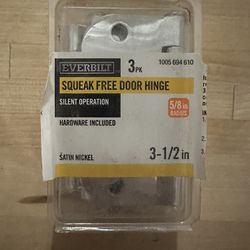 EVERBILT
3PK
1005 694 610
SQUEAK FREE DOOR HINGE
SILENT OPERATION
5/8 in
RADIUS
HARDWARE INCLUDED
SATIN NICKEL
3-1/2 in